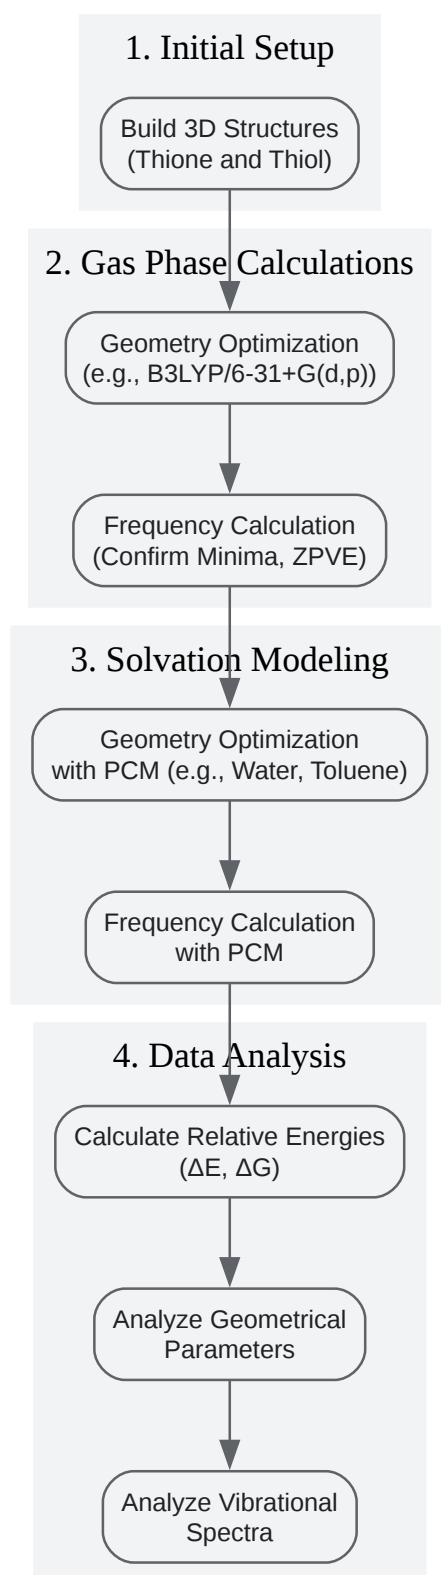 1. Initial Setup
Build 3D Structures
(Thione and Thiol)
2. Gas Phase Calculations
Geometry Optimization
(e.g., B3LYP/6-31+G(d,p))
Frequency Calculation
(Confirm Minima, ZPVE)
3. Solvation Modeling
Geometry Optimization
with PCM (e.g., Water, Toluene)
Frequency Calculation
with PCM
4. Data Analysis
Calculate Relative Energies
(ΔE, ΔG)
Analyze Geometrical
Parameters
Analyze Vibrational
Spectra